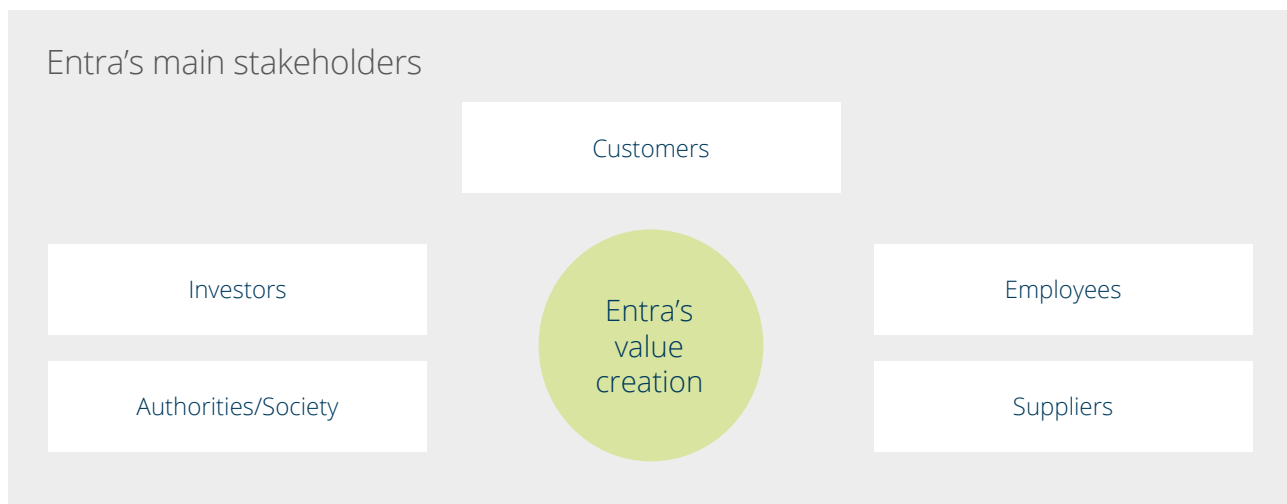 Entra’s main stakeholders
Customers
Investors
Entra’s
value
creation
Employees
Authorities/Society
Suppliers